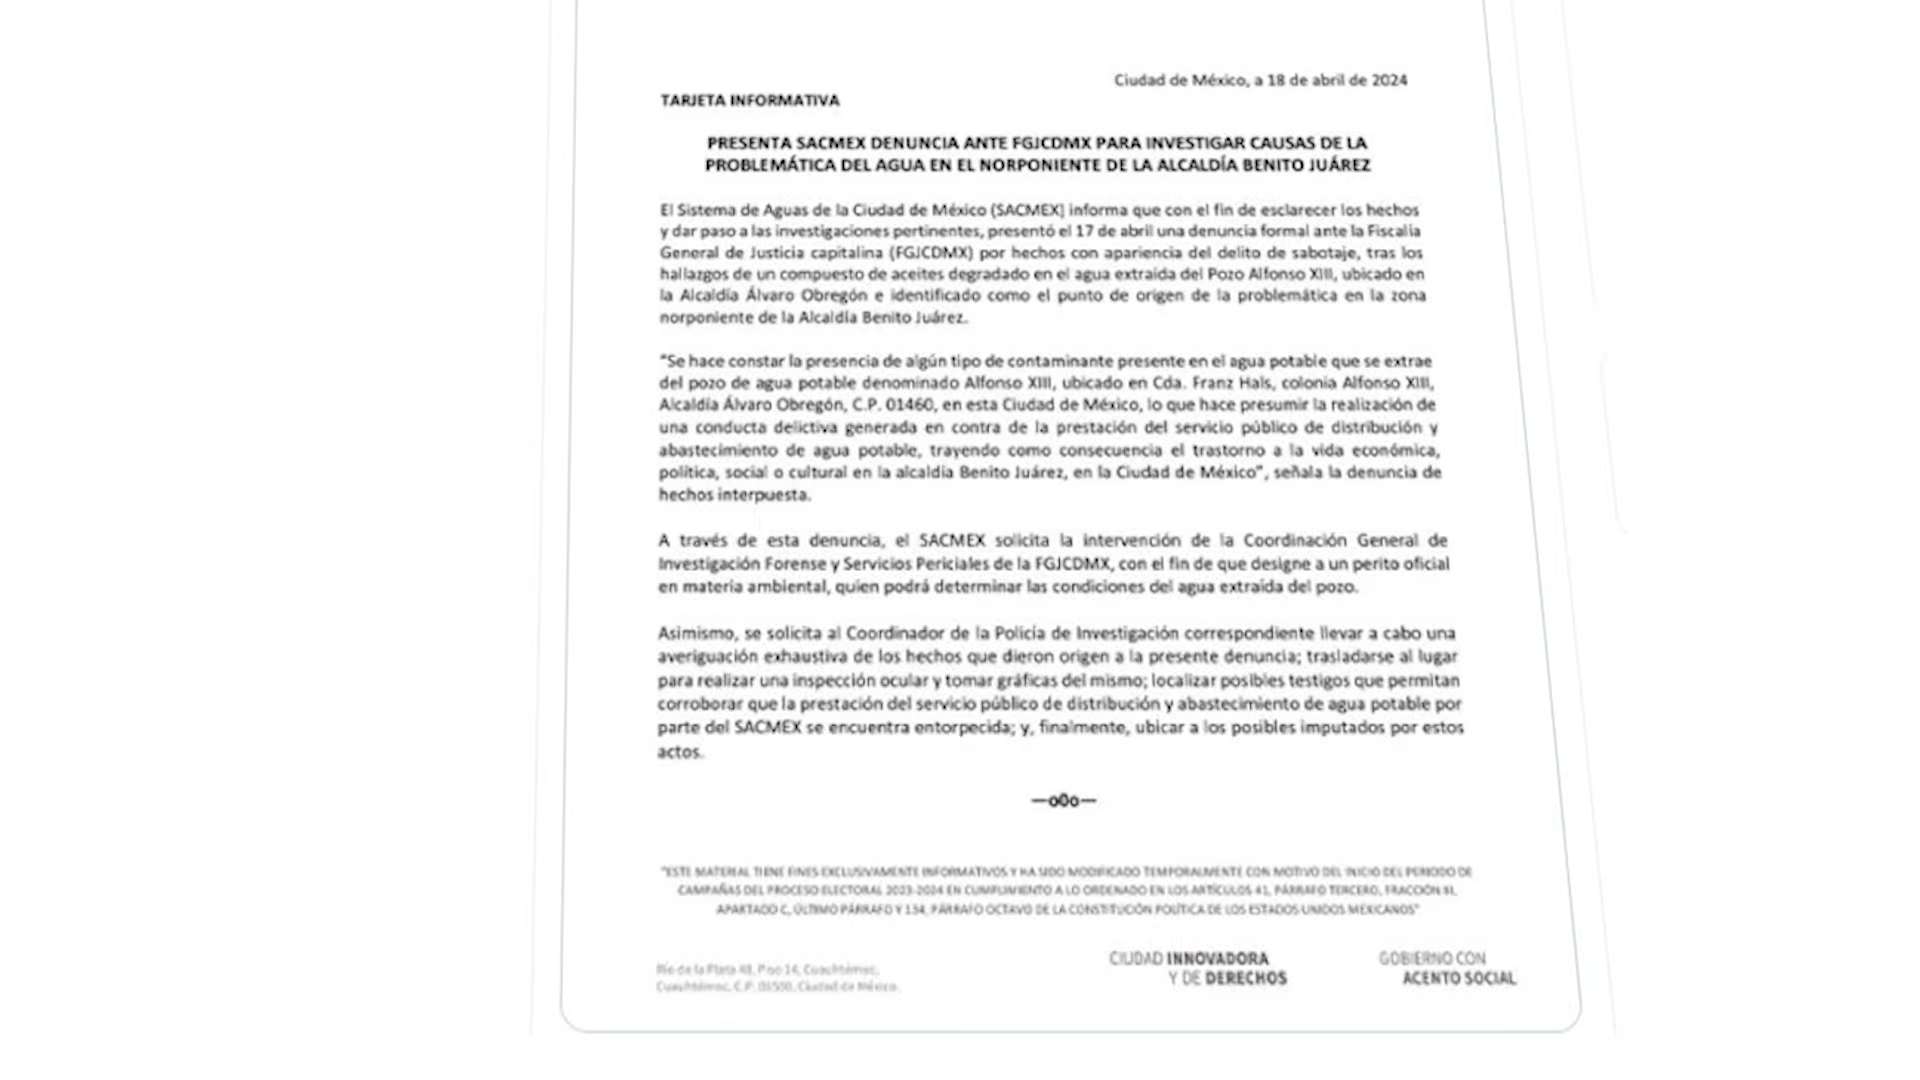 Ciudad de México, a 18 de abril de 2024
TARJETA INFORMATIVA
PRESENTA SACMEX DENUNCIA ANTE FGJCDMX PARA INVESTIGAR CAUSAS DE LA
PROBLEMÁTICA DEL AGUA EN EL NORPONIENTE DE LA ALCALDÍA BENITO JUÁREZ
El Sistema de Aguas de la Ciudad de México (SACMEX) informa que con el fin de esclarecer los hechos
y dar paso a las investigaciones pertinentes, presentó el 17 de abril una denuncia formal ante la Fiscalía
General de Justicia capitalina (FGJCDMX) por hechos con apariencia del delito de sabotaje, tras los
hallazgos de un compuesto de aceites degradado en el agua extraída del Pozo Alfonso XIII, ubicado en
la Alcaldía Álvaro Obregón e identificado como el punto de origen de la problemática en la zona
norponiente de la Alcaldía Benito Juárez.
"Se hace constar la presencia de algún tipo de contaminante presente en el agua potable que se extrae
del pozo de agua potable denominado Alfonso XIII, ubicado en Cda. Franz Hals, colonia Alfonso XIII,
Alcaldía Álvaro Obregón, C.P. 01460, en esta Ciudad de México, lo que hace presumir la realización de
una conducta delictiva generada en contra de la prestación del servicio público de distribución y
abastecimiento de agua potable, trayendo como consecuencia el trastorno a la vida económica,
política, social o cultural en la alcaldía Benito Juárez, en la Ciudad de México", señala la denuncia de
hechos interpuesta.
A través de esta denuncia, el SACMEX solicita la intervención de la Coordinación General de
Investigación Forense y Servicios Periciales de la FGJCDMX, con el fin de que designe a un perito oficial
en materia ambiental, quien podrá determinar las condiciones del agua extraída del pozo.
Asimismo, se solicita al Coordinador de la Policía de Investigación correspondiente llevar a cabo una
averiguación exhaustiva de los hechos que dieron origen a la presente denuncia; trasladarse al lugar
para realizar una inspección ocular y tomar gráficas del mismo; localizar posibles testigos que permitan
corroborar que la prestación del servicio público de distribución y abastecimiento de agua potable por
parte del SACMEX se encuentra entorpecida; y, finalmente, ubicar a los posibles imputados por estos
actos.
—o0o—
"ESTE MATERIAL TIENE FINES EXCLUSIVAMENTE INFORMATIVOS Y HA SIDO MODIFICADO TEMPORALMENTE CON MOTIVO DEL INICIO DEL PERIODO DE
CAMPAÑAS DEL PROCESO ELECTORAL 2023-2024 EN CUMPLIMIENTO A LO ORDENADO EN LOS ARTÍCULOS 41, PÁRRAFO TERCERO, FRACCIÓN III,
APARTADO C, ÚLTIMO PÁRRAFO Y 134, PÁRRAFO OCTAVO DE LA CONSTITUCIÓN POLÍTICA DE LOS ESTADOS UNIDOS MEXICANOS"
Río de la Plata 48, Piso 14, Cuauhtémoc,
Cuauhtémoc, C.P. 06500, Ciudad de México.
CIUDAD INNOVADORA
Y DE DERECHOS
GOBIERNO CON
ACENTO SOCIAL